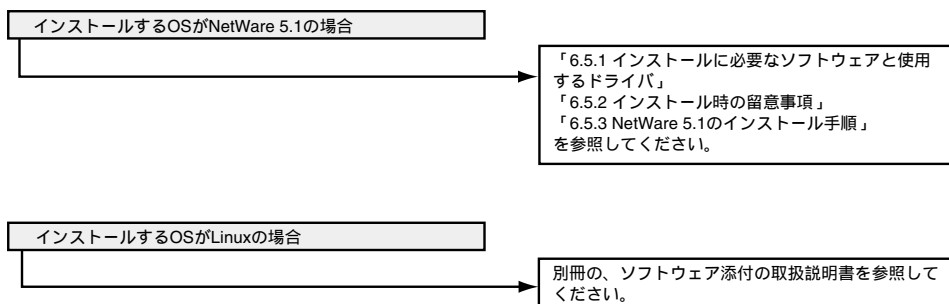 インストールするOSがNetWare 5.1の場合
「6.5.1 インストールに必要なソフトウェアと使用
するドライバ」
「6.5.2 インストール時の留意事項」
「6.5.3 NetWare 5.1のインストール手順」
を参照してください。
インストールするOSがLinuxの場合
別冊の、ソフトウェア添付の取扱説明書を参照して
ください。